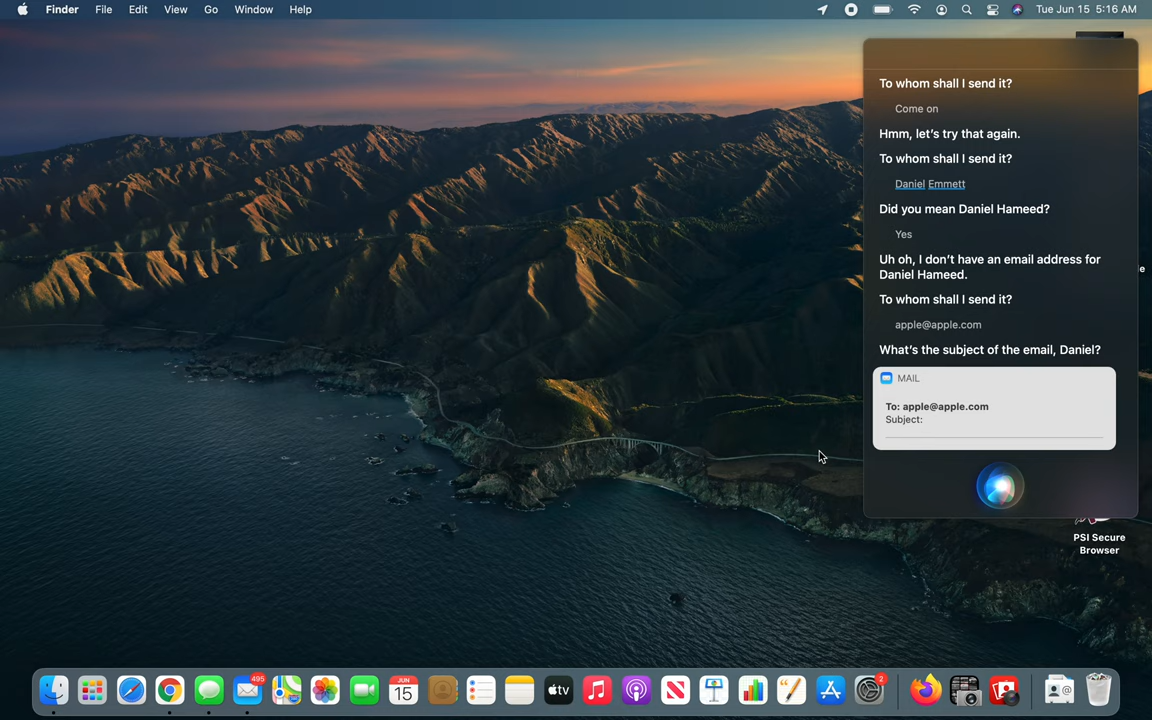 Finder File Edit View Go Window Help Tue Jun 15 5:16 AM
To whom shall I send it?
Come on
Hmm, let's try that again.
To whom shall I send it?
Daniel Emmett
Did you mean Daniel Hameed?
Yes
Uh oh, I don't have an email address for
Daniel Hameed.
To whom shall I send it?
apple@apple.com
What's the subject of the email, Daniel?
MAIL
To: apple@apple.com
Subject:
e
PSI Secure
Browser
495
JUN
15
tv
2